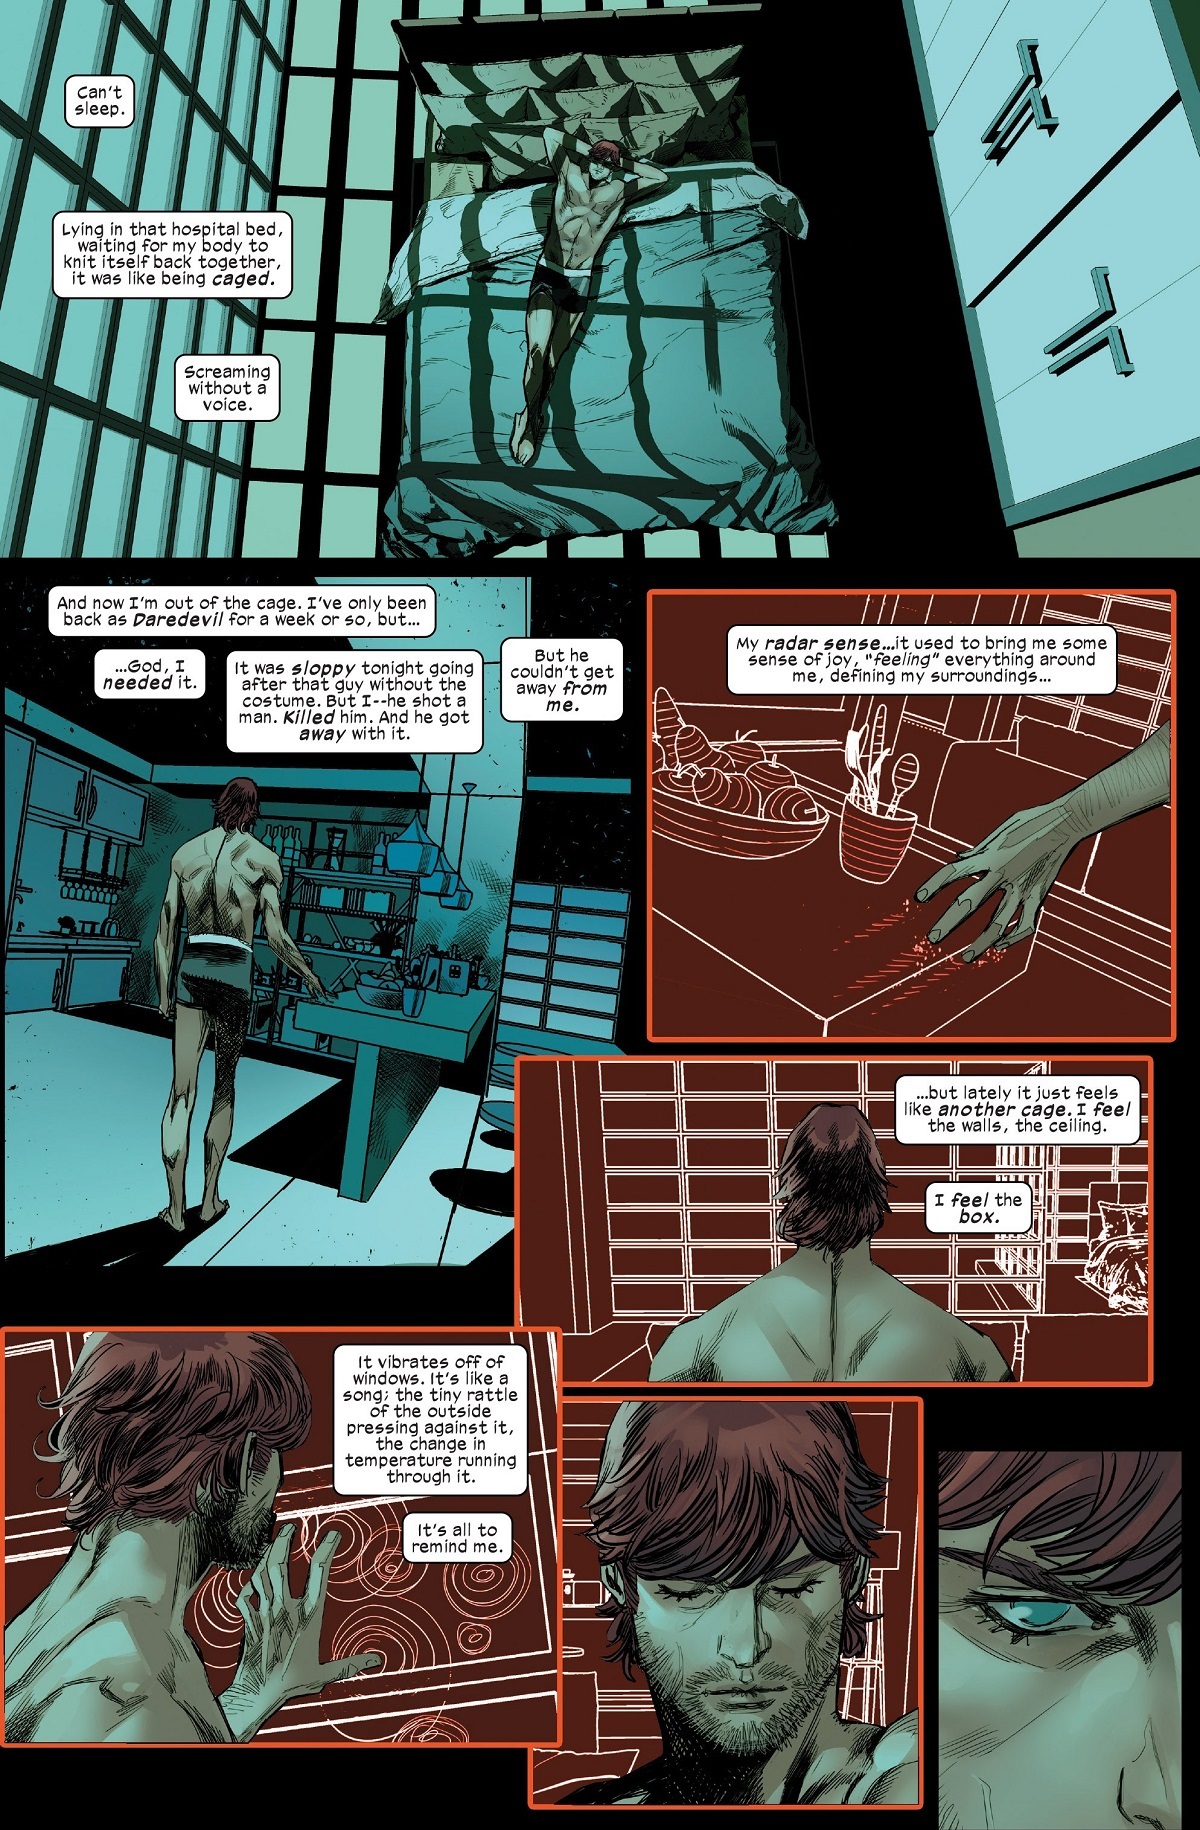 Can't
sleep.
Lying in that hospital bed,
waiting for my body to
knit itself back together,
it was like being caged.
Screaming
without a
voice.
And now I'm out of the cage. I've only been
back as Daredevil for a week or so, but...
...God, I
needed it.
It was sloppy tonight going
after that guy without the
costume. But I--he shot a
man. Killed him. And he got
away with it.
But he
couldn't get
away from
me.
My radar sense...it used to bring me some
sense of joy, "feeling" everything around
me, defining my surroundings...
...but lately it just feels
like another cage. I feel
the walls, the ceiling.
I feel the
box.
It vibrates off of
windows. It's like a
song; the tiny rattle
of the outside
pressing against it,
the change in
temperature running
through it.
It's all to
remind me.